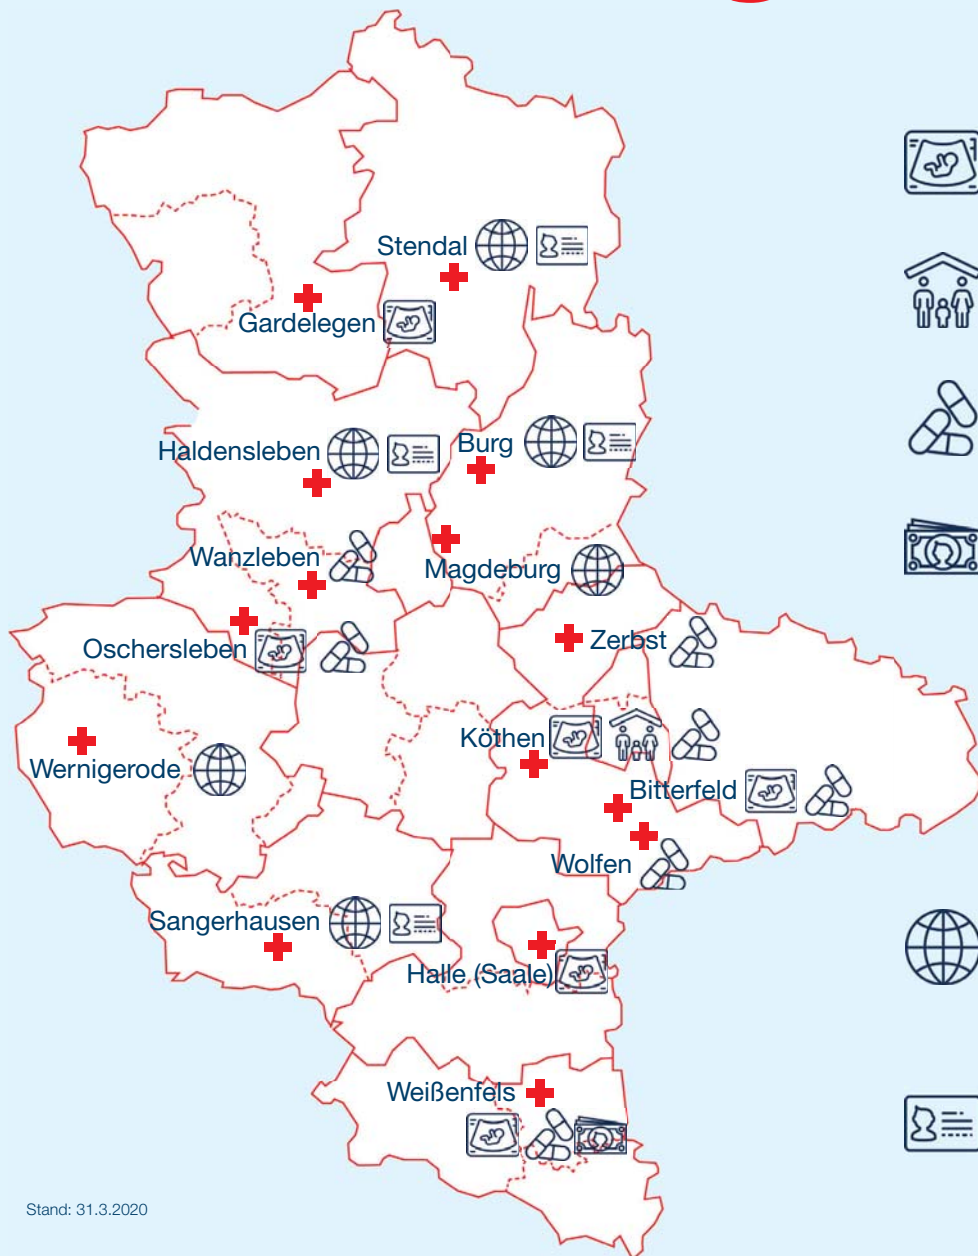 Stendal
Gardelegen
Haldensleben
Burg
Wanzleben
Magdeburg
Oschersleben
Zerbst
Köthen
Wernigerode
Bitterfeld
Wolfen
Sangerhausen
Halle (Saale)
Weißenfels
Stand: 31.3.2020